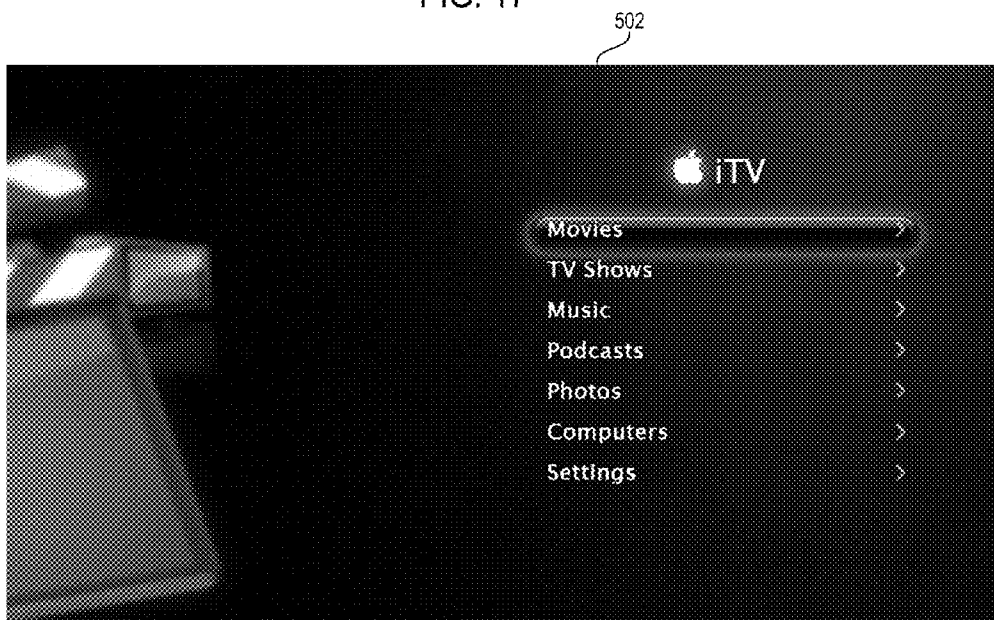 502
iTV
Movies >
TV Shows >
Music >
Podcasts >
Photos >
Computers >
Settings >